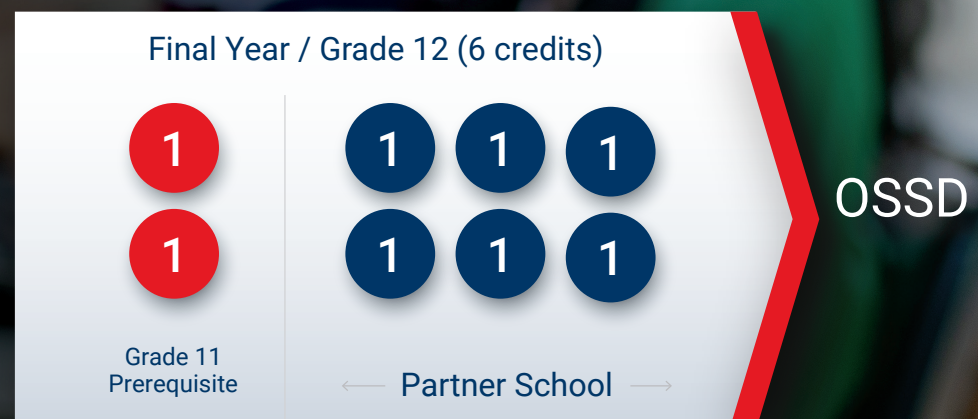 Final Year / Grade 12 (6 credits)
1 1 1 1
1 1 1 1
OSSD
Grade 11
Prerequisite
Partner School